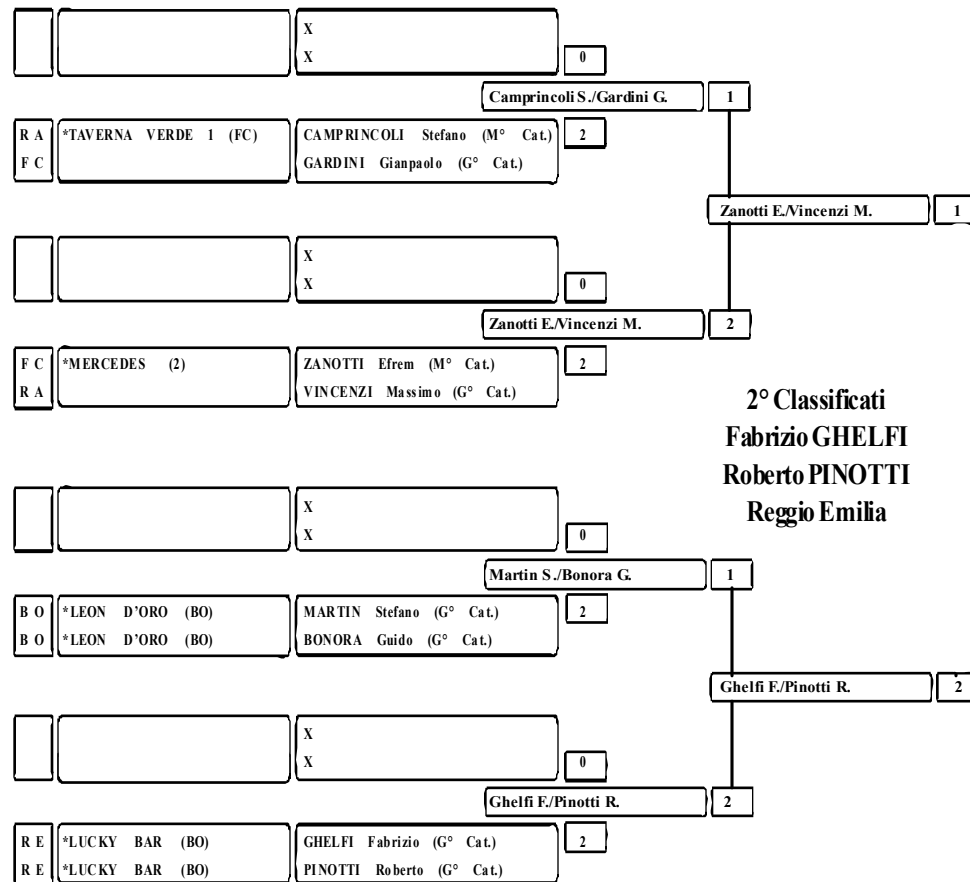 X
X 0
Camprincoli S./Gardini G. 1
R A *TAVERNA VERDE 1 (FC) CAMPRINCOLI Stefano (M° Cat.) 2
F C GARDINI Gianpaolo (G° Cat.)
Zanotti E./Vincenzi M. 1
X
X 0
Zanotti E./Vincenzi M. 2
F C *MERCEDES (2) ZANOTTI Efrem (M° Cat.) 2
R A VINCENZI Massimo (G° Cat.)
2° Classificati
Fabrizio GHELFI
Roberto PINOTTI
Reggio Emilia
X
X 0
Martin S./Bonora G. 1
B O *LEON D'ORO (BO) MARTIN Stefano (G° Cat.) 2
B O *LEON D'ORO (BO) BONORA Guido (G° Cat.)
Ghelfi F./Pinotti R. 2
X
X 0
Ghelfi F./Pinotti R. 2
R E *LUCKY BAR (BO) GHELFI Fabrizio (G° Cat.) 2
R E *LUCKY BAR (BO) PINOTTI Roberto (G° Cat.)